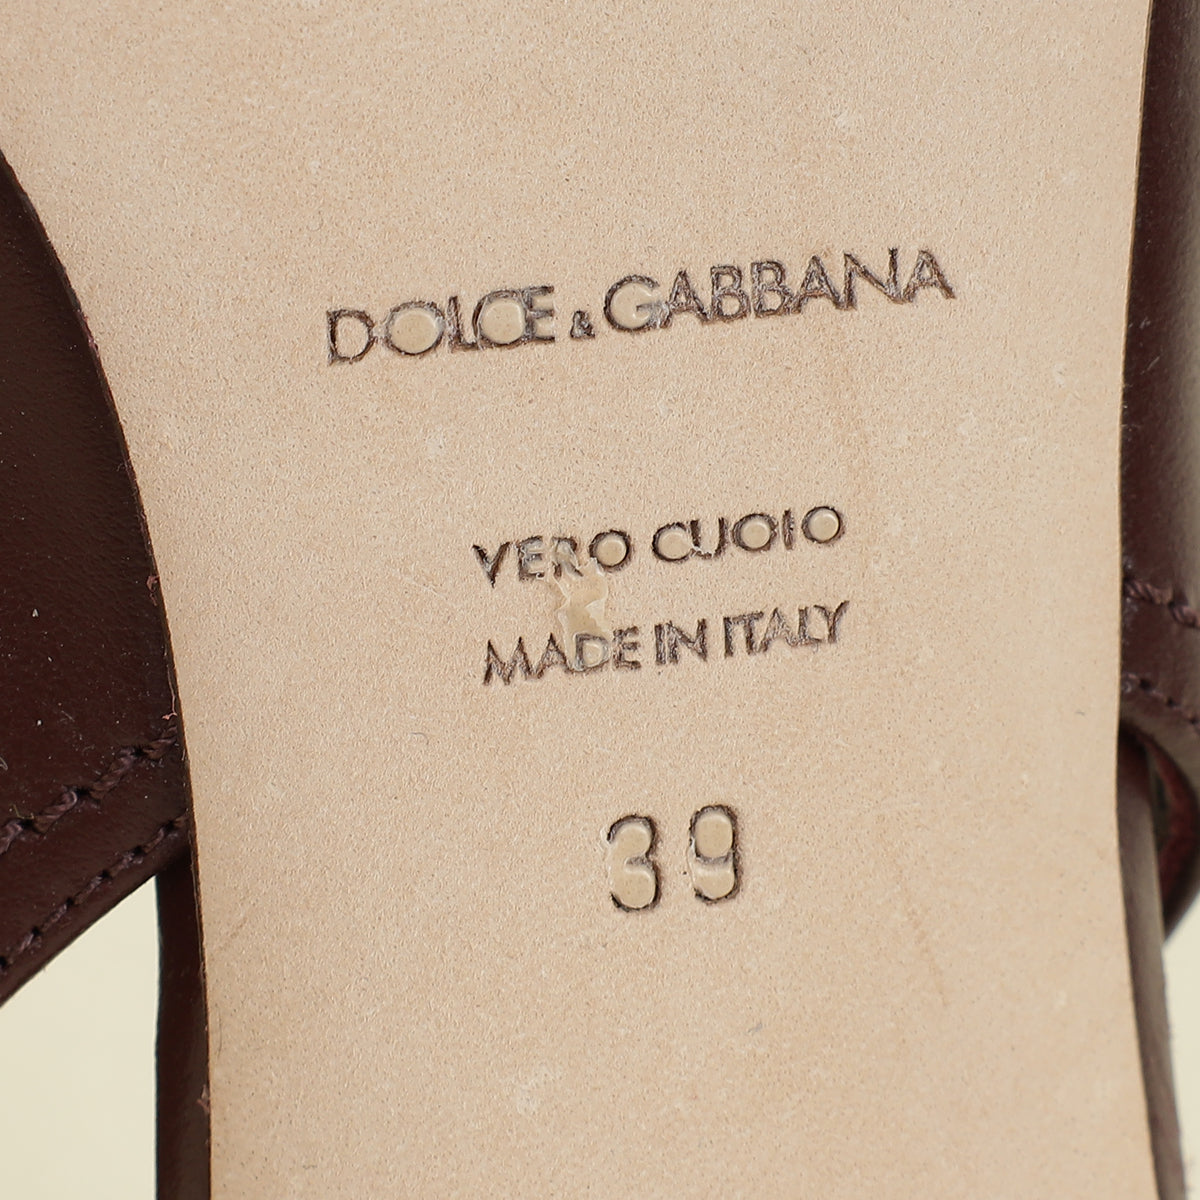 DOLCE & GABBANA
VERO CUOIO
MADE IN ITALY
39